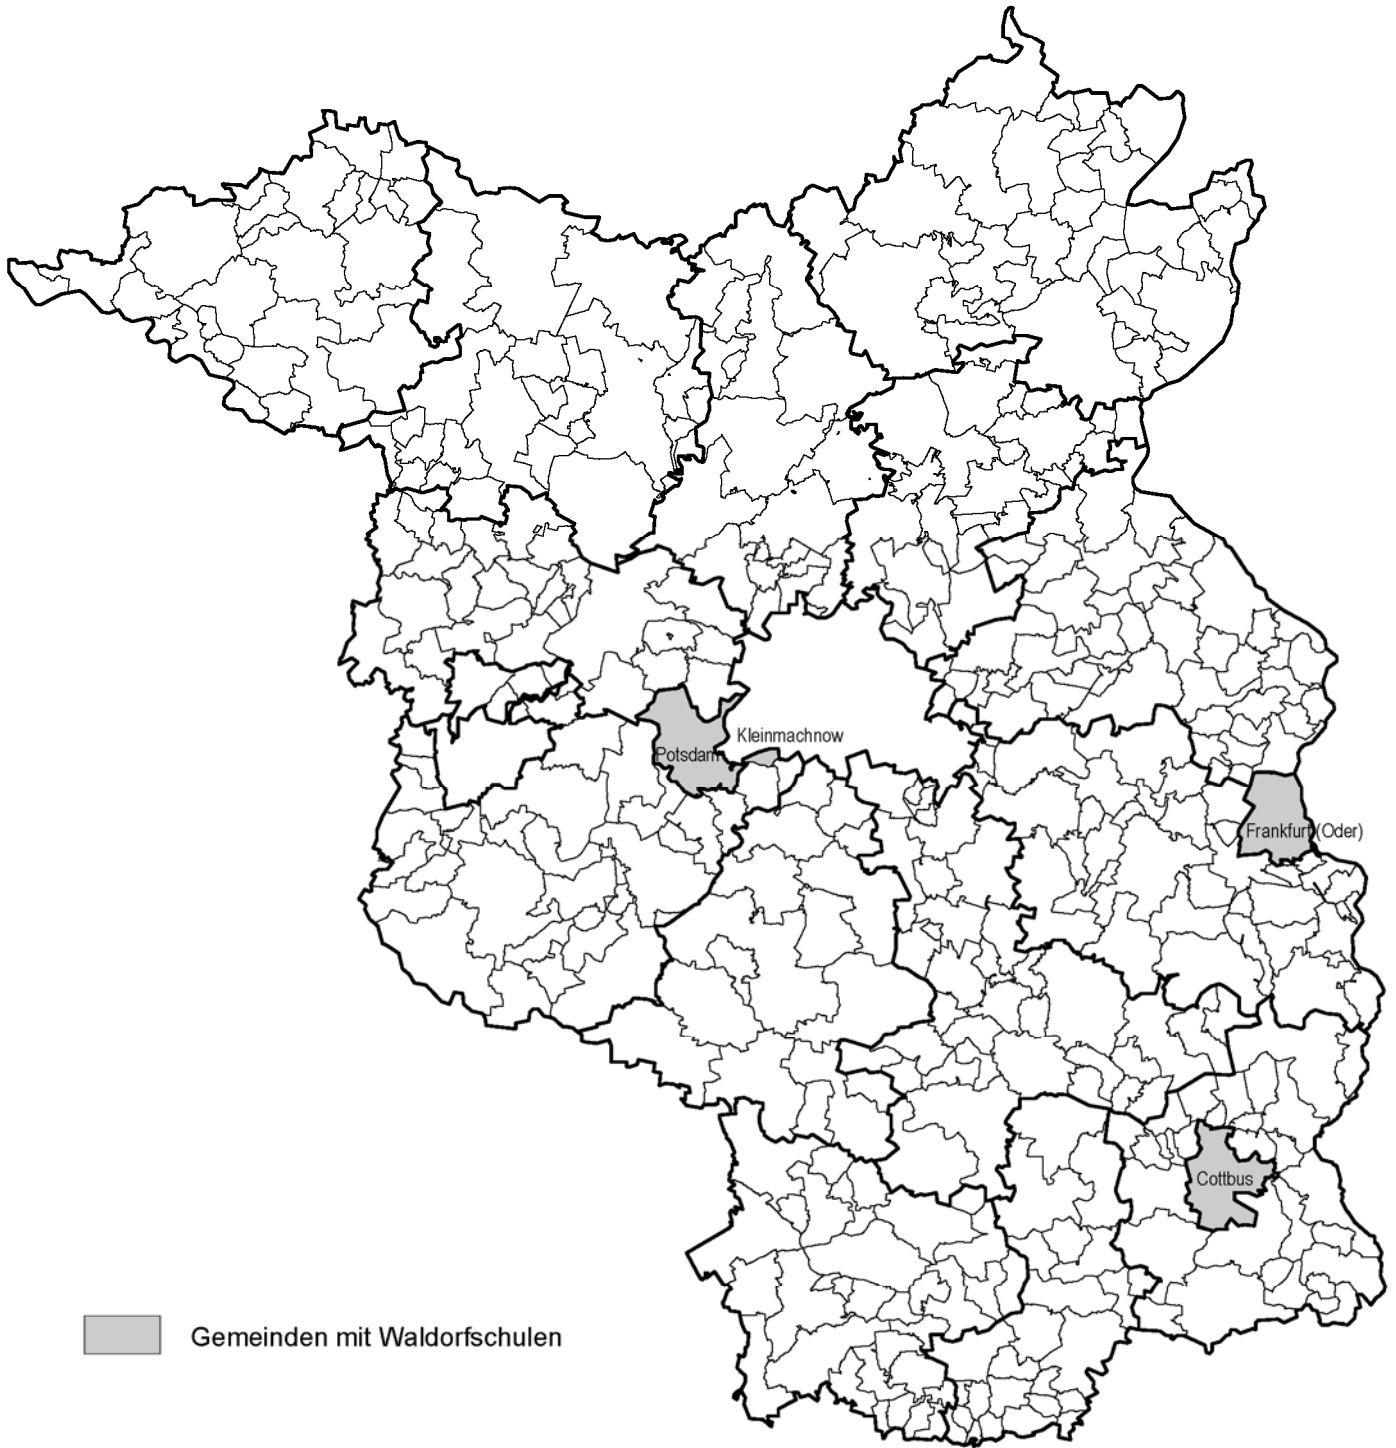 Kleinmachnow
Potsdam
Frankfurt (Oder)
Cottbus
Gemeinden mit Waldorfschulen